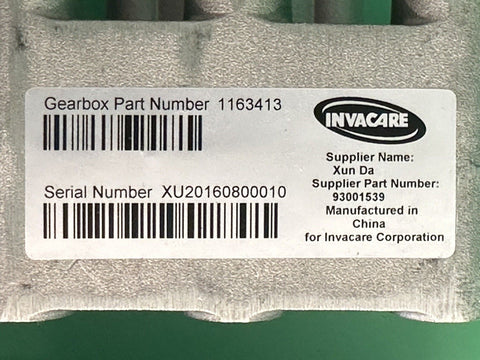 Gearbox Part Number 1163413
Serial Number XU20160800010
INVACARE
Supplier Name:
Xun Da
Supplier Part Number:
93001539
Manufactured in
China
for Invacare Corporation